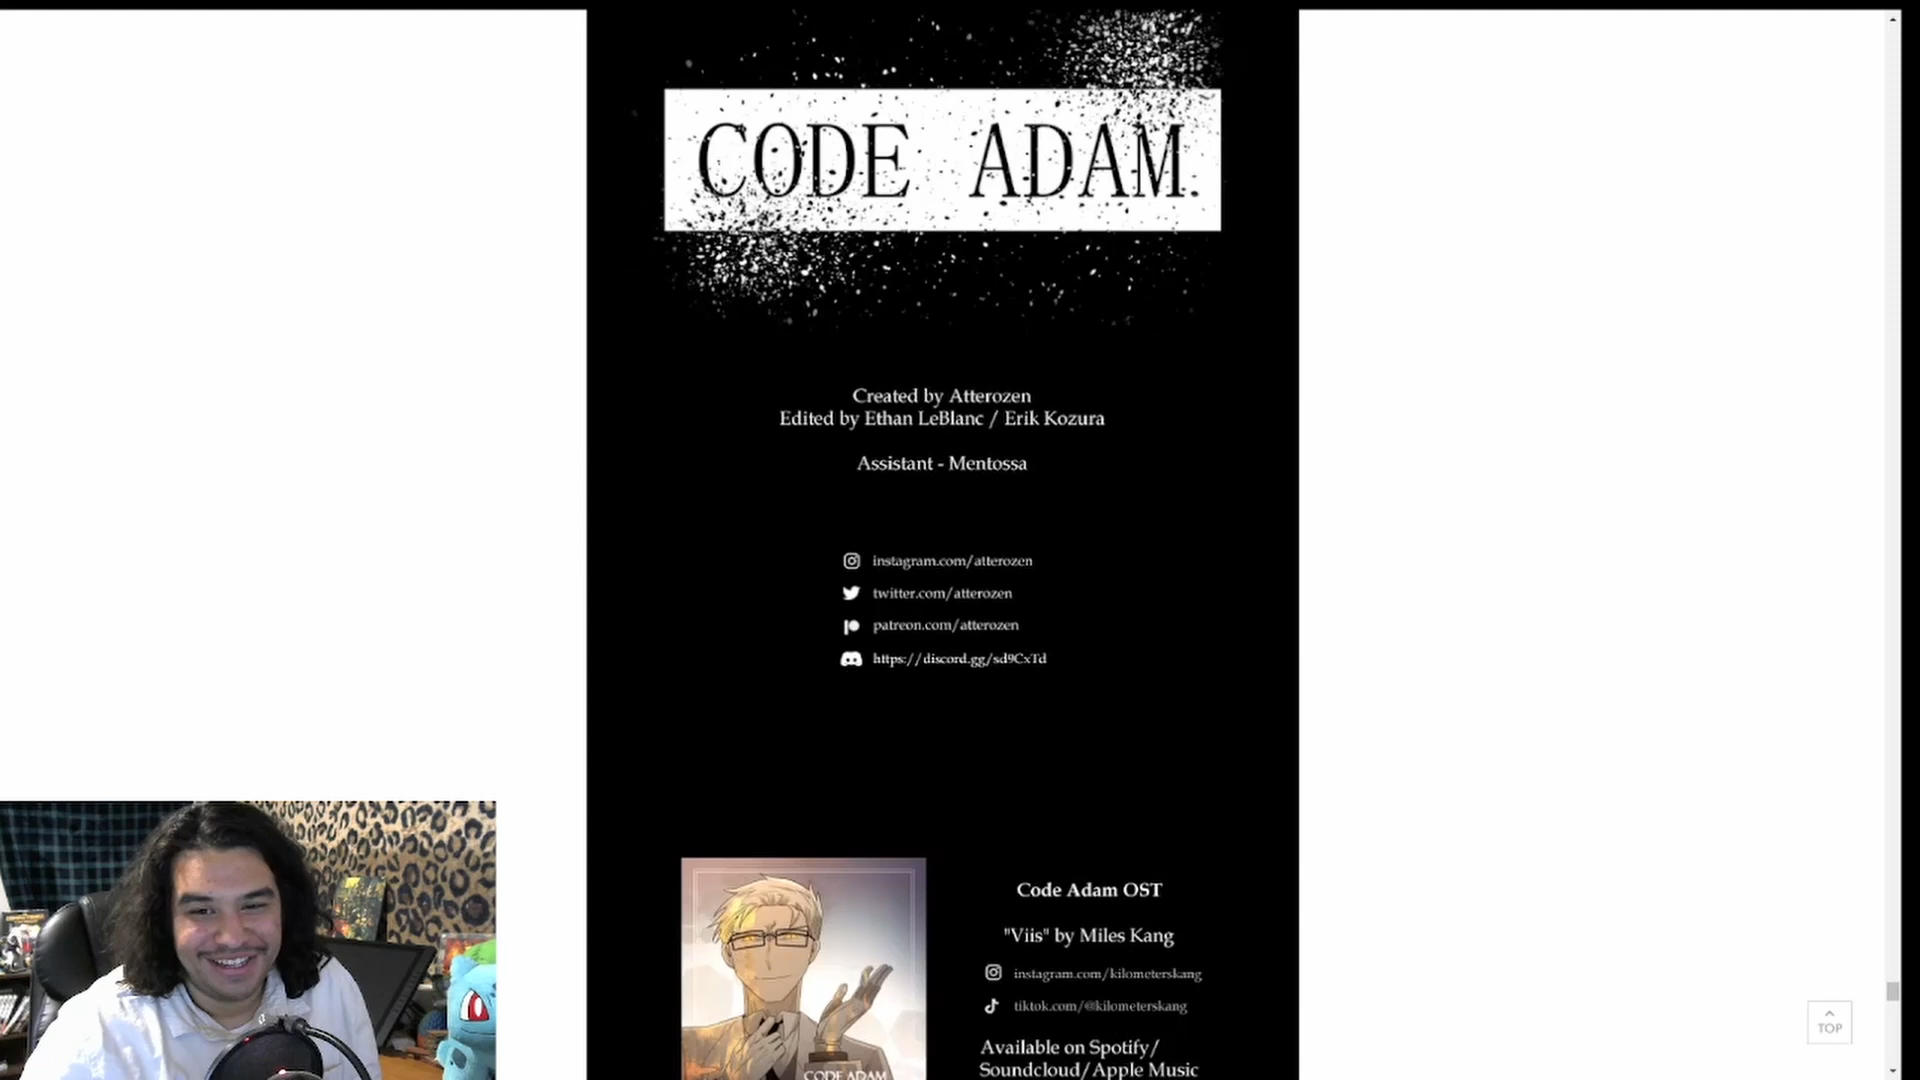 CODE ADAM.
Created by Atterozen
Edited by Ethan LeBlanc / Erik Kozura
Assistant - Mentossa
instagram.com/atterozen
twitter.com/atterozen
patreon.com/atterozen
https://discord.gg/sd9CxTd
Code Adam OST
"Viis" by Miles Kang
instagram.com/kilometerskang
tiktok.com/@kilometerskang
Available on Spotify/
Soundcloud/Apple Music
CODE ADAM
TOP